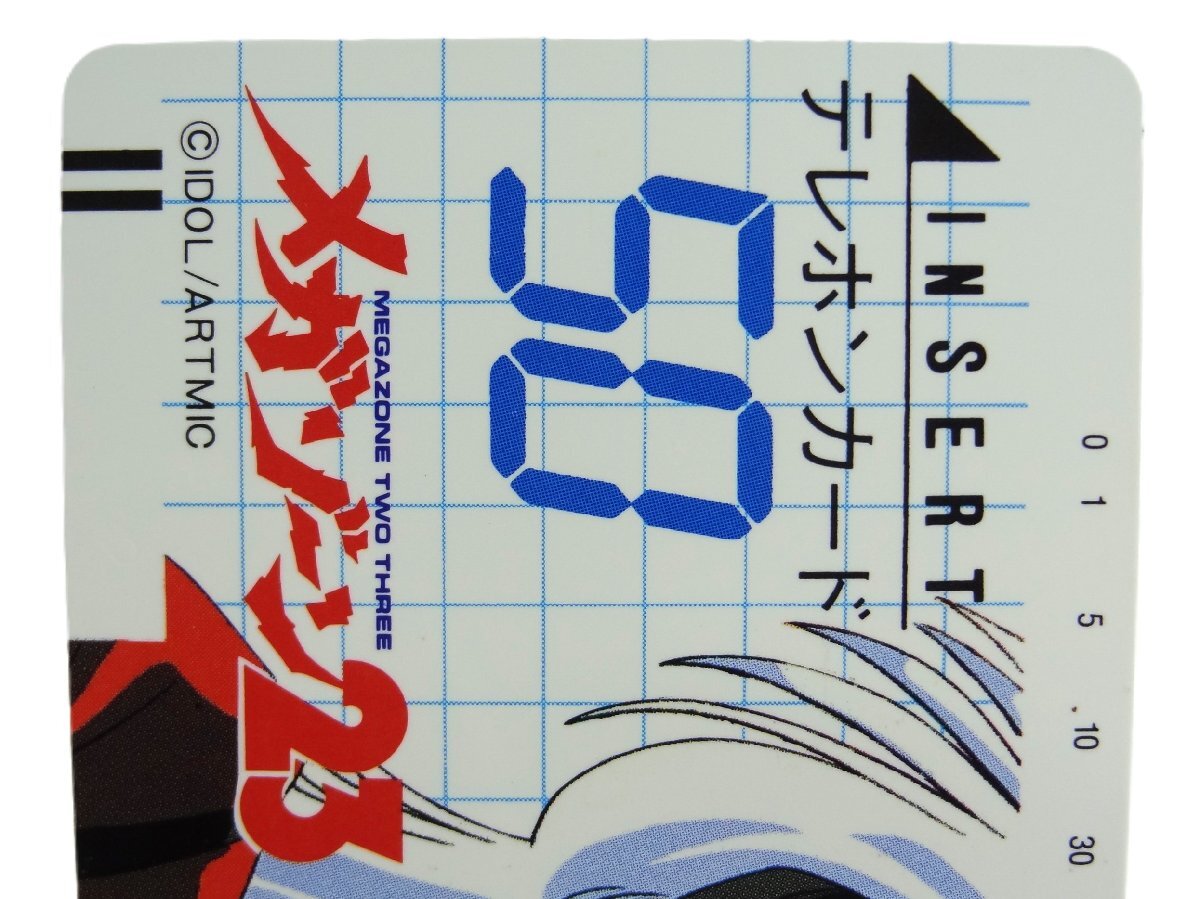 INSERT
テレホンカード
50
MEGAZONE TWO THREE
メガゾーン23
©IDOL/ARTMIC
0 1 5 .10 30